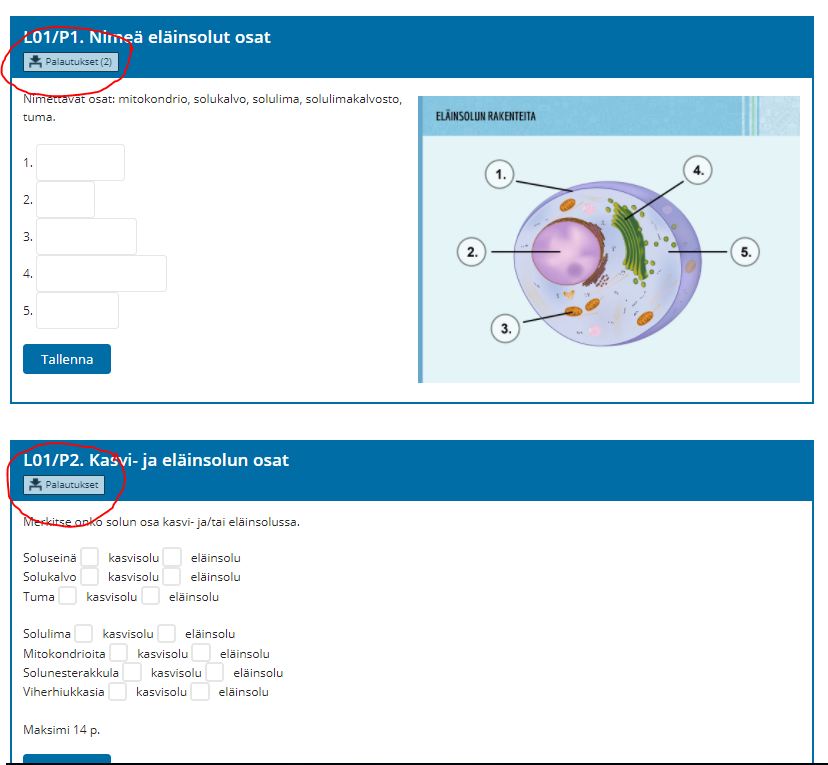 L01/P1. Nimeä eläinsolut osat
Palautukset (2)
Nimettävät osat: mitokondrio, solukalvo, solulima, solulimakalvosto,
tuma.
1.
2.
3.
4.
5.
Tallenna
ELÄINSOLUN RAKENTEITA
1.
4.
2.
5.
3.
L01/P2. Kasvi- ja eläinsolun osat
Palautukset
Merkitse onko solun osa kasvi- ja/tai eläinsolussa.
Soluseinä kasvisolu eläinsolu
Solukalvo kasvisolu eläinsolu
Tuma kasvisolu eläinsolu
Solulima kasvisolu eläinsolu
Mitokondrioita kasvisolu eläinsolu
Solunesterakkula kasvisolu eläinsolu
Viherhiukkasia kasvisolu eläinsolu
Maksimi 14 p.